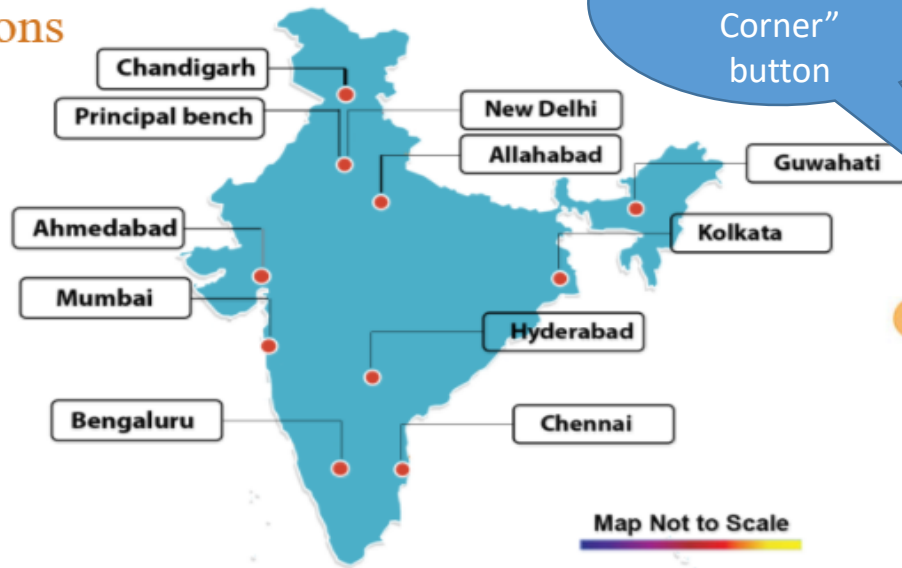 ons
Corner”
button
Chandigarh
Principal bench
New Delhi
Allahabad
Guwahati
Ahmedabad
Kolkata
Mumbai
Hyderabad
Bengaluru
Chennai
Map Not to Scale